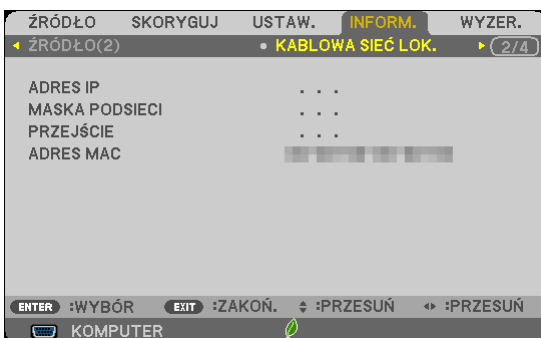 ŹRÓDŁO SKORYGUJ USTAW. INFORM. WYZER.
ŹRÓDŁO(2) • KABLOWA SIEĆ LOK. 2/4
ADRES IP . . .
MASKA PODSIECI . . .
PRZEJŚCIE . . .
ADRES MAC
ENTER :WYBÓR EXIT :ZAKOŃ. :PRZESUŃ :PRZESUŃ
KOMPUTER